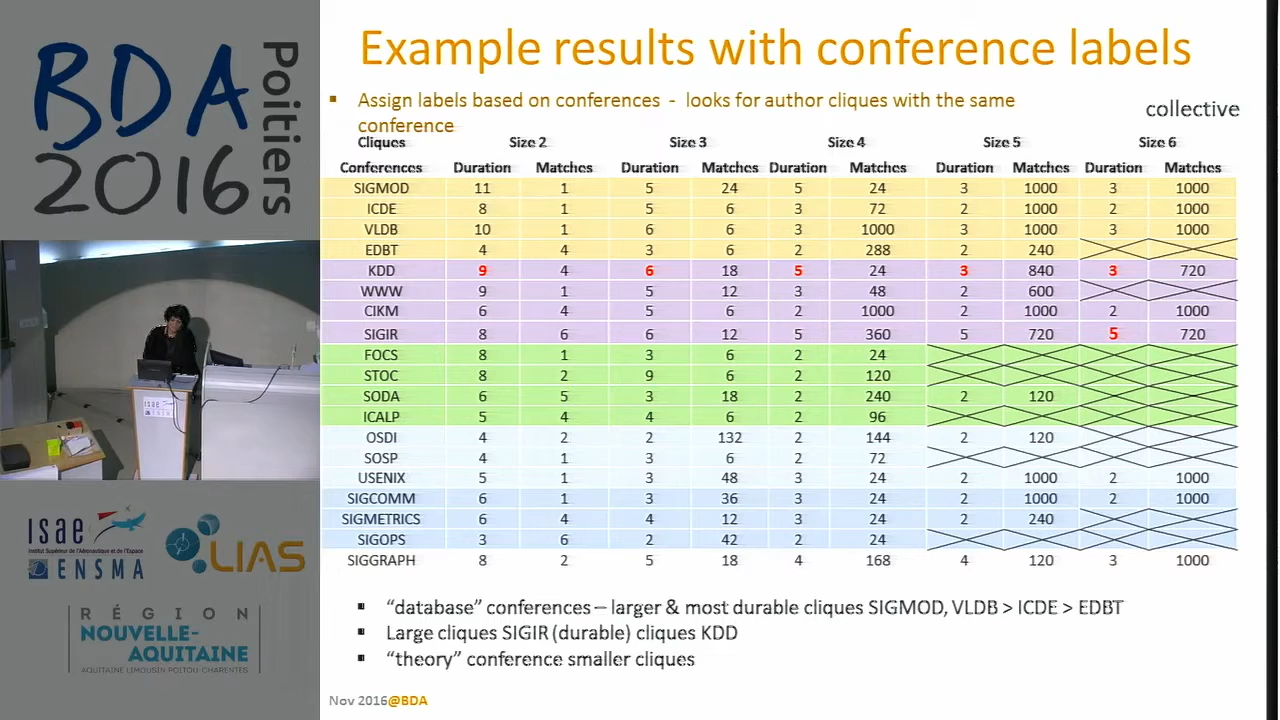 BDA
2016
Poitiers
Example results with conference labels
Assign labels based on conferences - looks for author cliques with the same
conference
collective
Cliques Size 2 Size 3 Size 4 Size 5 Size 6
Conferences Duration Matches Duration Matches Duration Matches Duration Matches Duration Matches
SIGMOD 11 1 5 24 5 24 3 1000 3 1000
ICDE 8 1 5 6 3 72 2 1000 2 1000
VLDB 10 1 6 6 3 1000 3 1000 3 1000
EDBT 4 4 3 6 2 288 2 240
KDD 9 4 6 18 5 24 3 840 3 720
WWW 9 1 5 12 3 48 2 600
CIKM 6 4 5 6 2 1000 2 1000 2 1000
SIGIR 8 6 6 12 5 360 5 720 5 720
FOCS 8 1 3 6 2 24
STOC 8 2 9 6 2 120
SODA 6 5 3 18 2 240 2 120
ICALP 5 4 4 6 2 96
OSDI 4 2 2 132 2 144 2 120
SOSP 4 1 3 6 2 72
USENIX 5 1 3 48 3 24 2 1000 2 1000
SIGCOMM 6 1 3 36 3 24 2 1000 2 1000
SIGMETRICS 6 4 4 12 3 24 2 240
SIGOPS 3 6 2 42 2 24
SIGGRAPH 8 2 5 18 4 168 4 120 3 1000
"database" conferences – larger & most durable cliques SIGMOD, VLDB > ICDE > EDBT
Large cliques SIGIR (durable) cliques KDD
"theory" conference smaller cliques
Nov 2016@BDA
isae
Institut Supérieur de l'Aéronautique et de l'Espace
ENSMA
LIAS
RÉGION
NOUVELLE-
AQUITAINE
AQUITAINE LIMOUSIN POITOU-CHARENTES